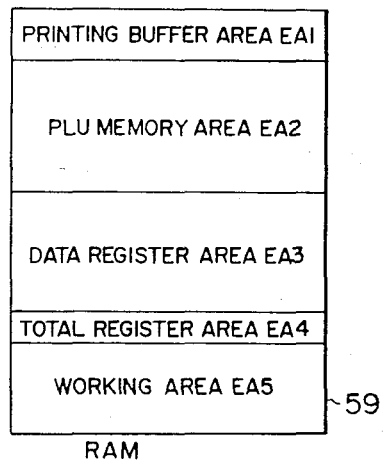 PRINTING BUFFER AREA EA1
PLU MEMORY AREA EA2
DATA REGISTER AREA EA3
TOTAL REGISTER AREA EA4
WORKING AREA EA5
59
RAM